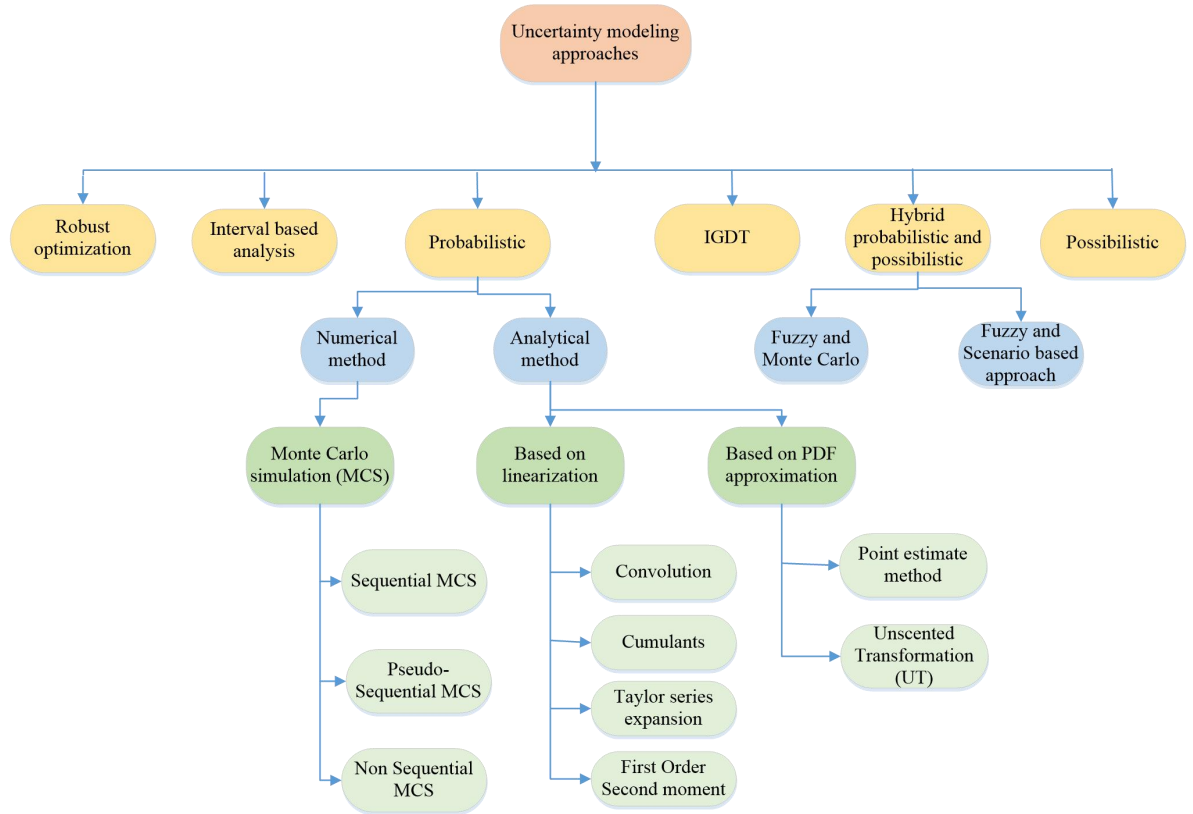 Uncertainty modeling
approaches
Robust
optimization
Interval based
analysis
Probabilistic
IGDT
Hybrid
probabilistic and
possibilistic
Possibilistic
Numerical
method
Analytical
method
Fuzzy and
Monte Carlo
Fuzzy and
Scenario based
approach
Monte Carlo
simulation (MCS)
Based on
linearization
Based on PDF
approximation
Sequential MCS
Pseudo-
Sequential MCS
Non Sequential
MCS
Convolution
Cumulants
Taylor series
expansion
First Order
Second moment
Point estimate
method
Unscented
Transformation
(UT)